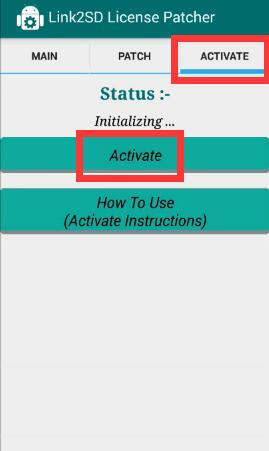 Link2SD License Patcher
MAIN PATCH ACTIVATE
Status :-
Initializing ...
Activate
How To Use
(Activate Instructions)